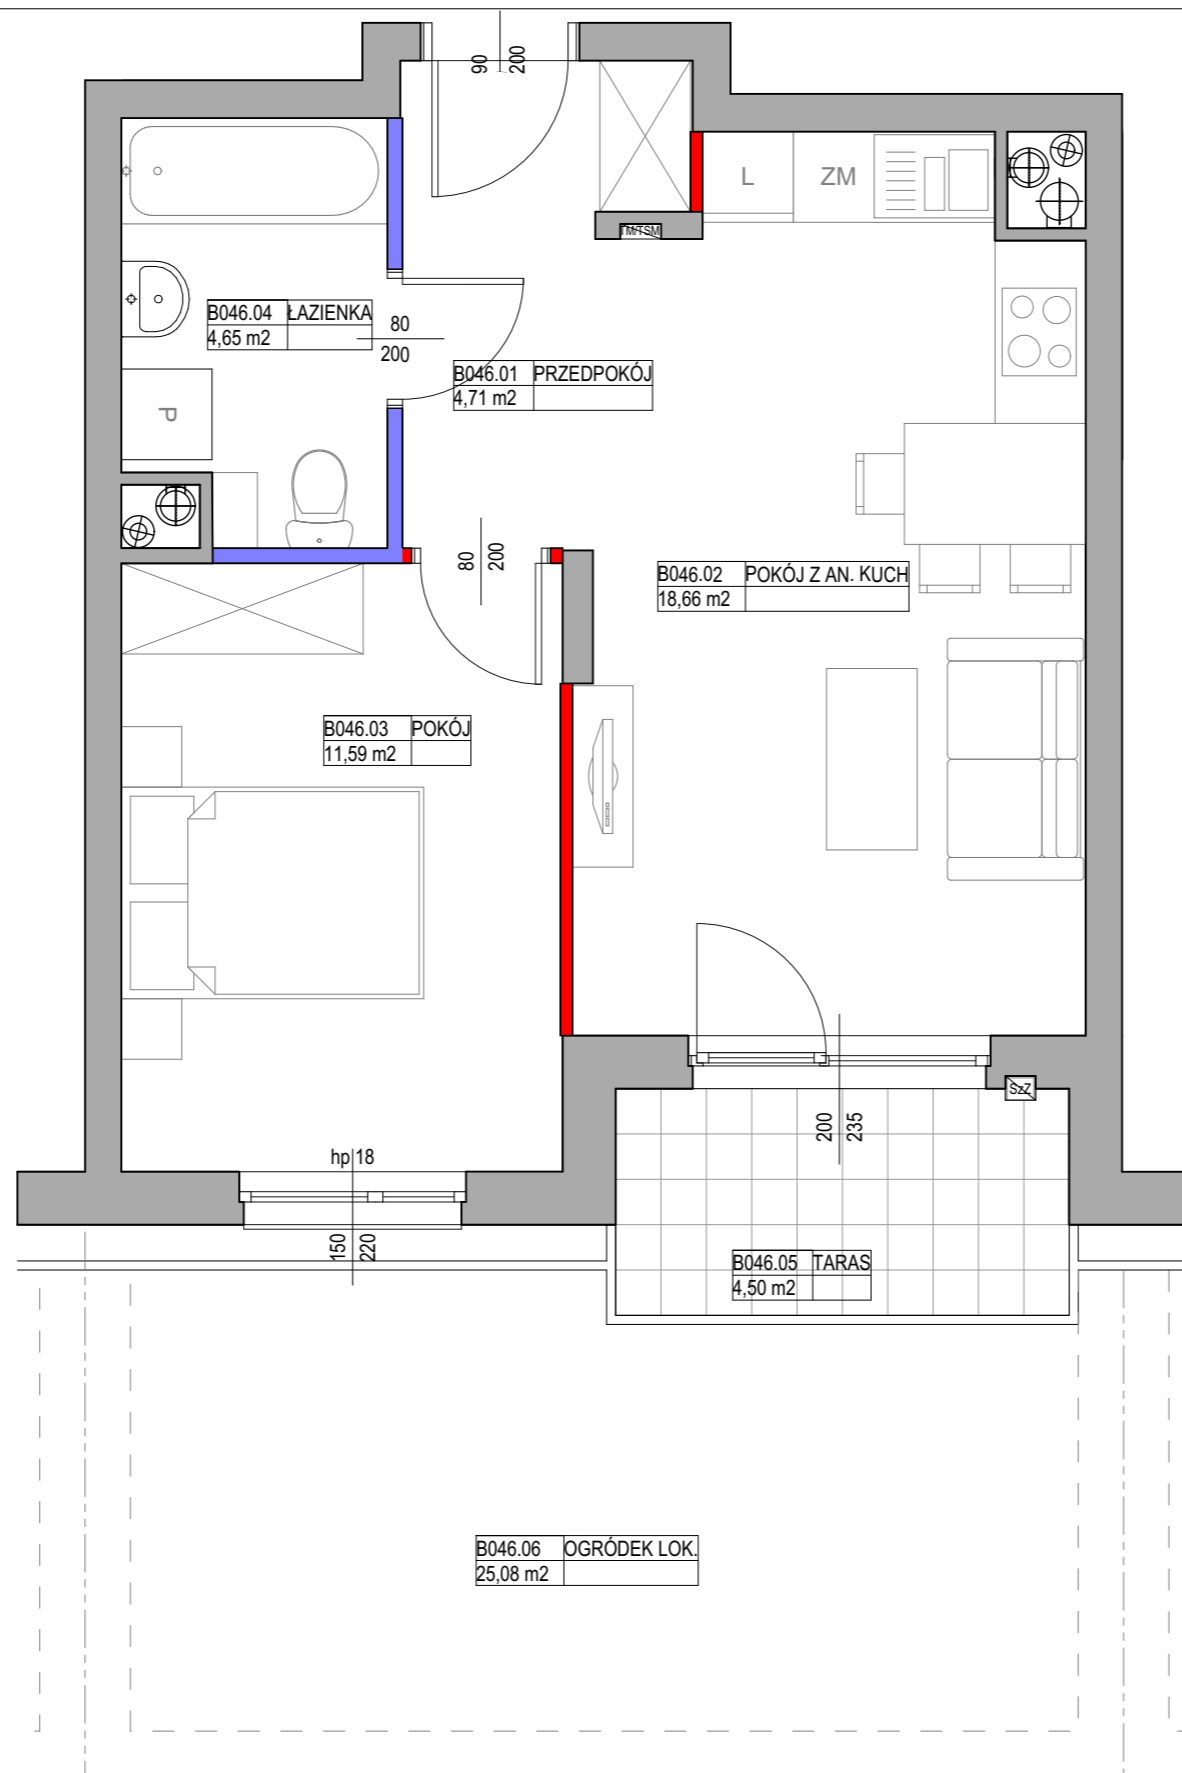 90
200
L
ZM
TM/TSM
B046.04 ŁAZIENKA
4,65 m2
80
200
B046.01 PRZEDPOKÓJ
4,71 m2
P
80
200
B046.02 POKÓJ Z AN. KUCH
18,66 m2
B046.03 POKÓJ
11,59 m2
SzZ
200
235
hp 18
150
220
B046.05 TARAS
4,50 m2
B046.06 OGRÓDEK LOK.
25,08 m2